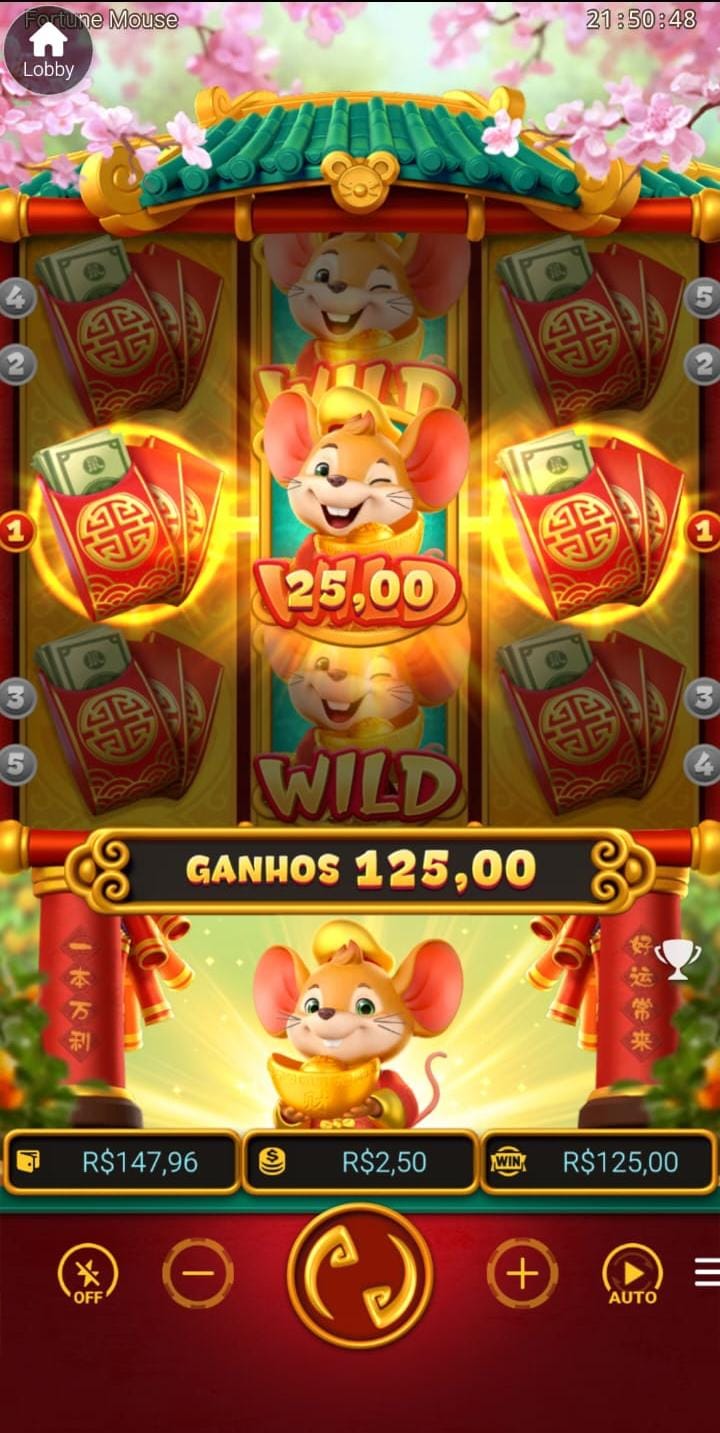 Fortune Mouse
21:50:48
Lobby
4
5
2
2
WILD
1
1
25,00
3
3
5
4
WILD
GANHOS 125,00
一本万利
好运常来
R$147,96
R$2,50
WIN
R$125,00
OFF
AUTO